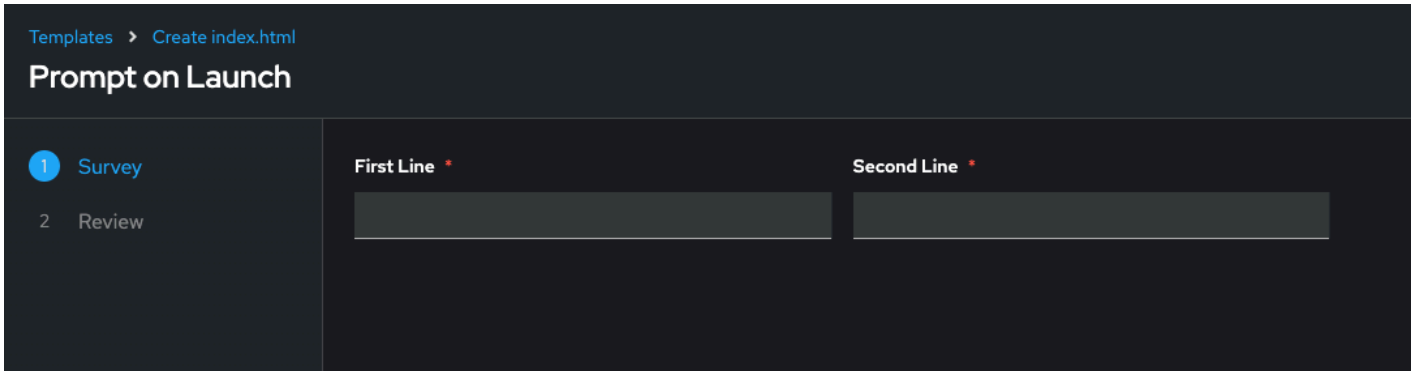 Templates > Create index.html
Prompt on Launch
1 Survey
2 Review
First Line *
Second Line *